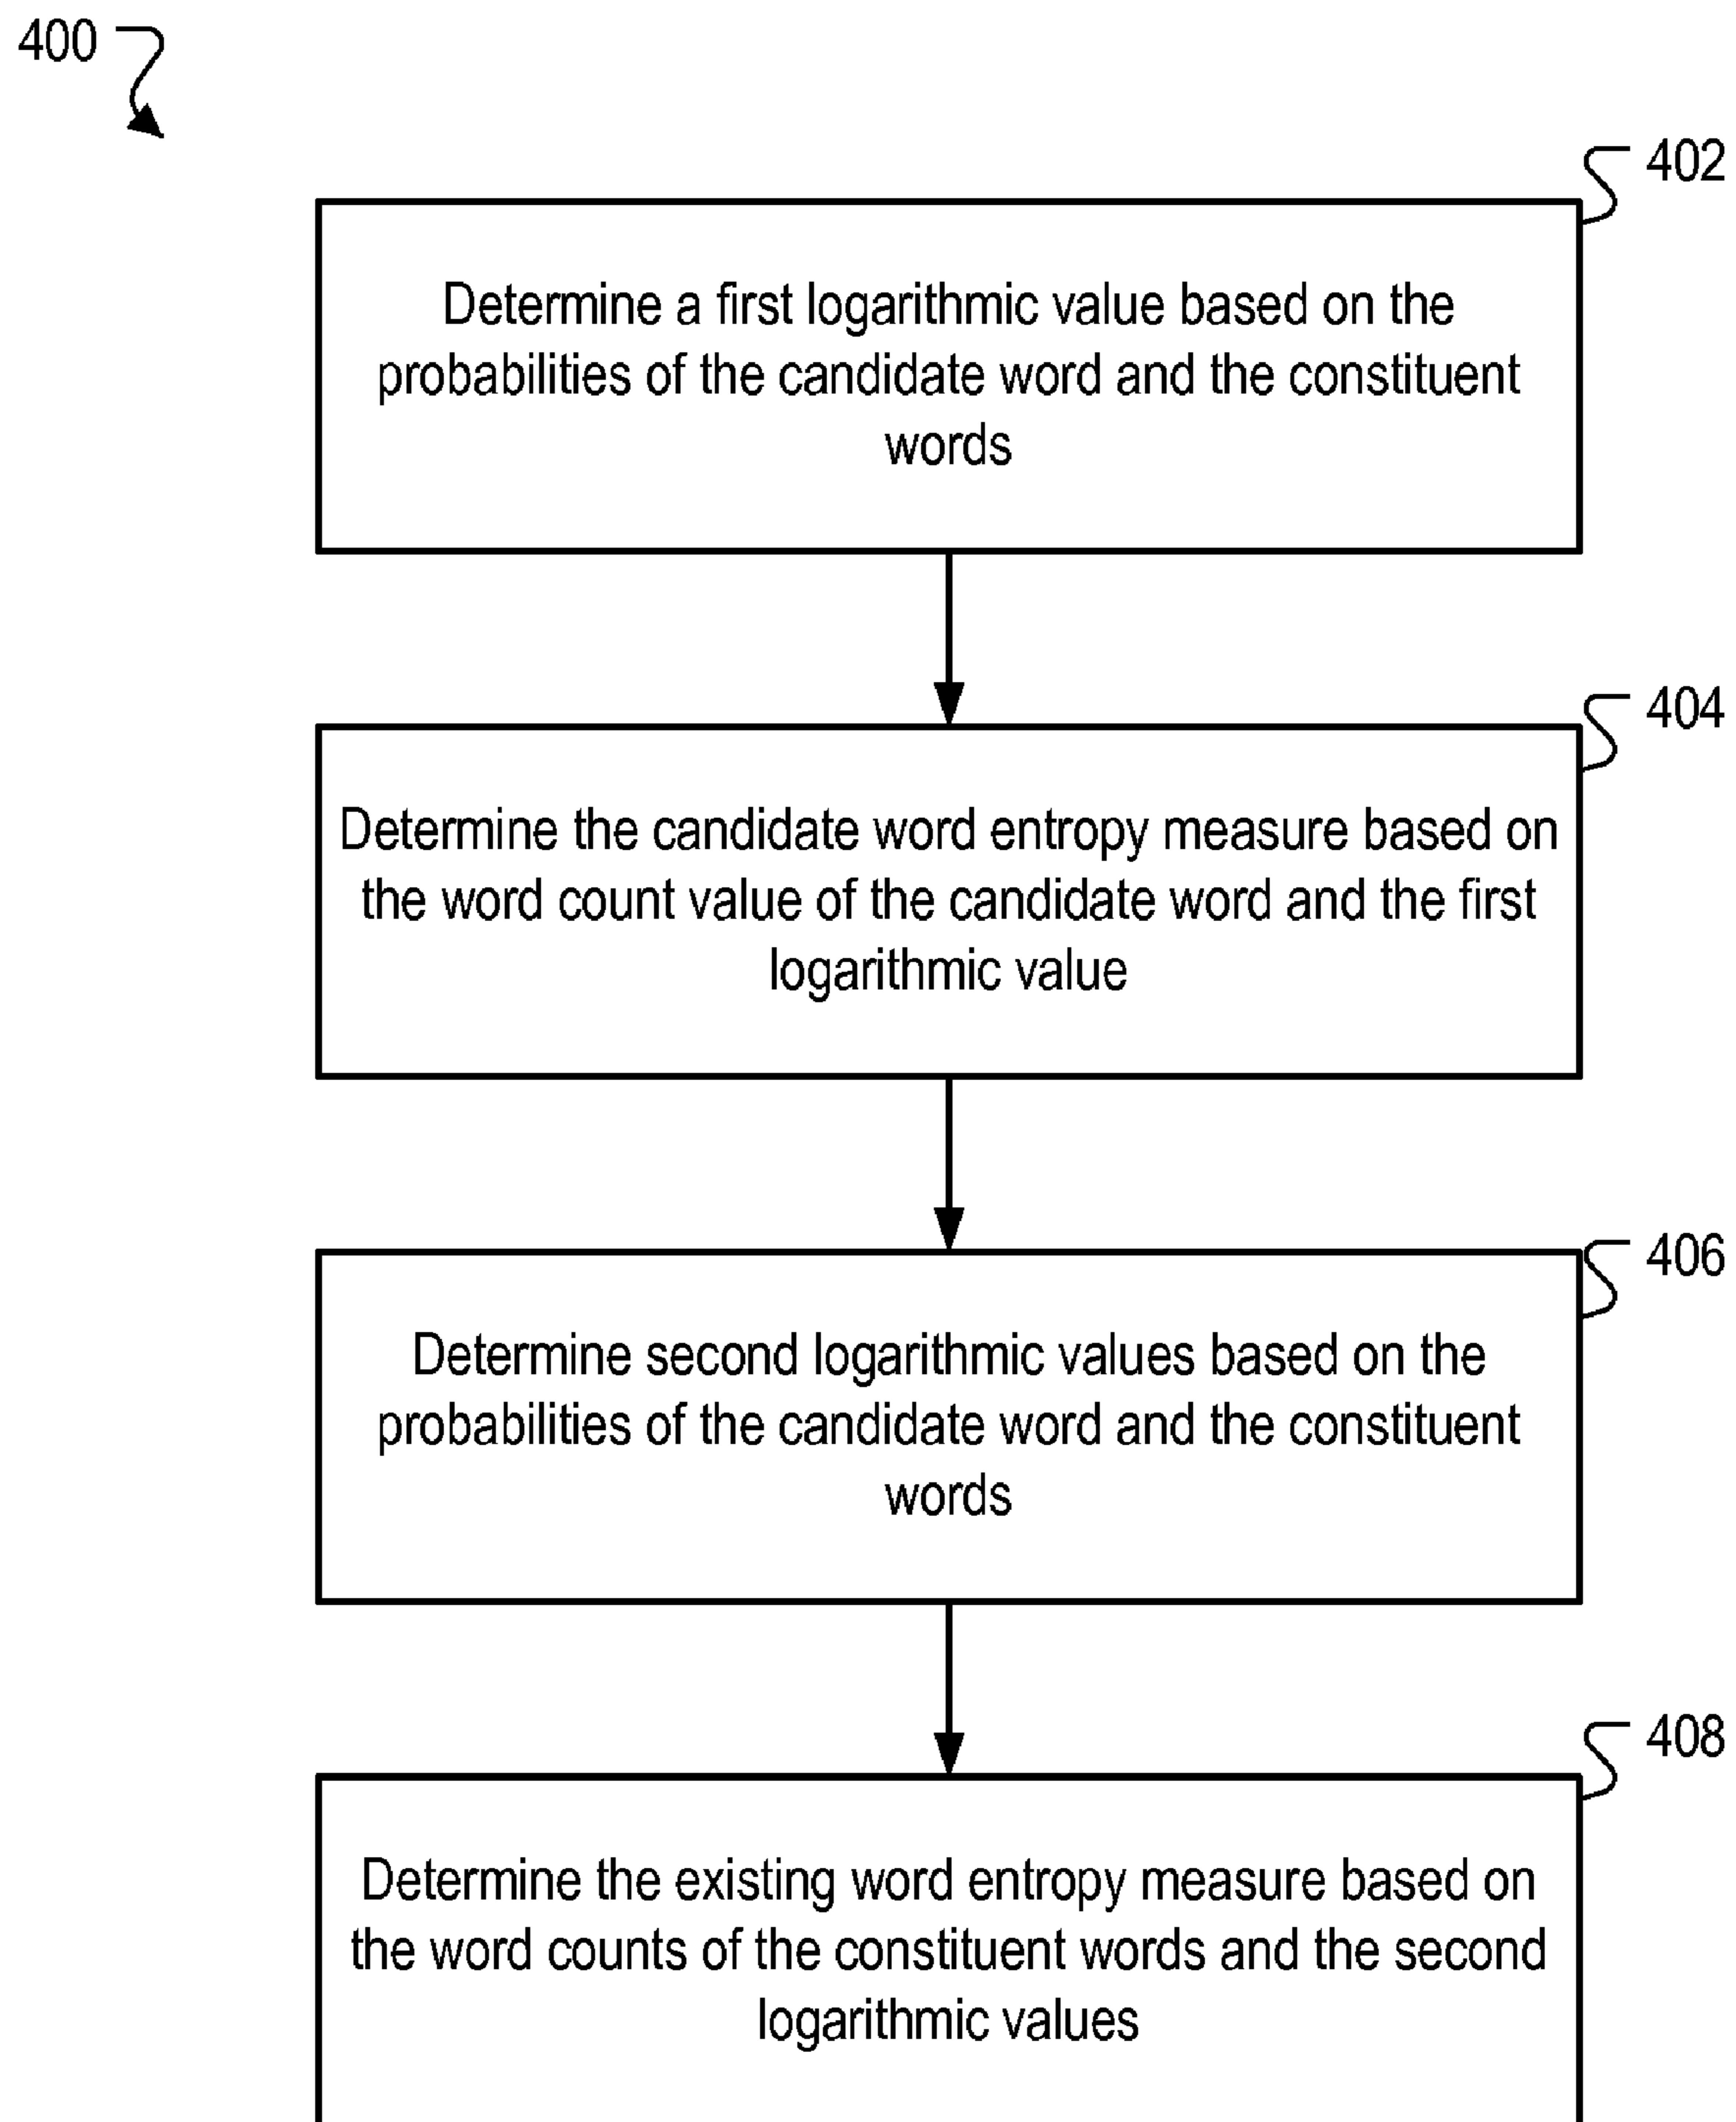 400
402
Determine a first logarithmic value based on the
probabilities of the candidate word and the constituent
words
404
Determine the candidate word entropy measure based on
the word count value of the candidate word and the first
logarithmic value
406
Determine second logarithmic values based on the
probabilities of the candidate word and the constituent
words
408
Determine the existing word entropy measure based on
the word counts of the constituent words and the second
logarithmic values